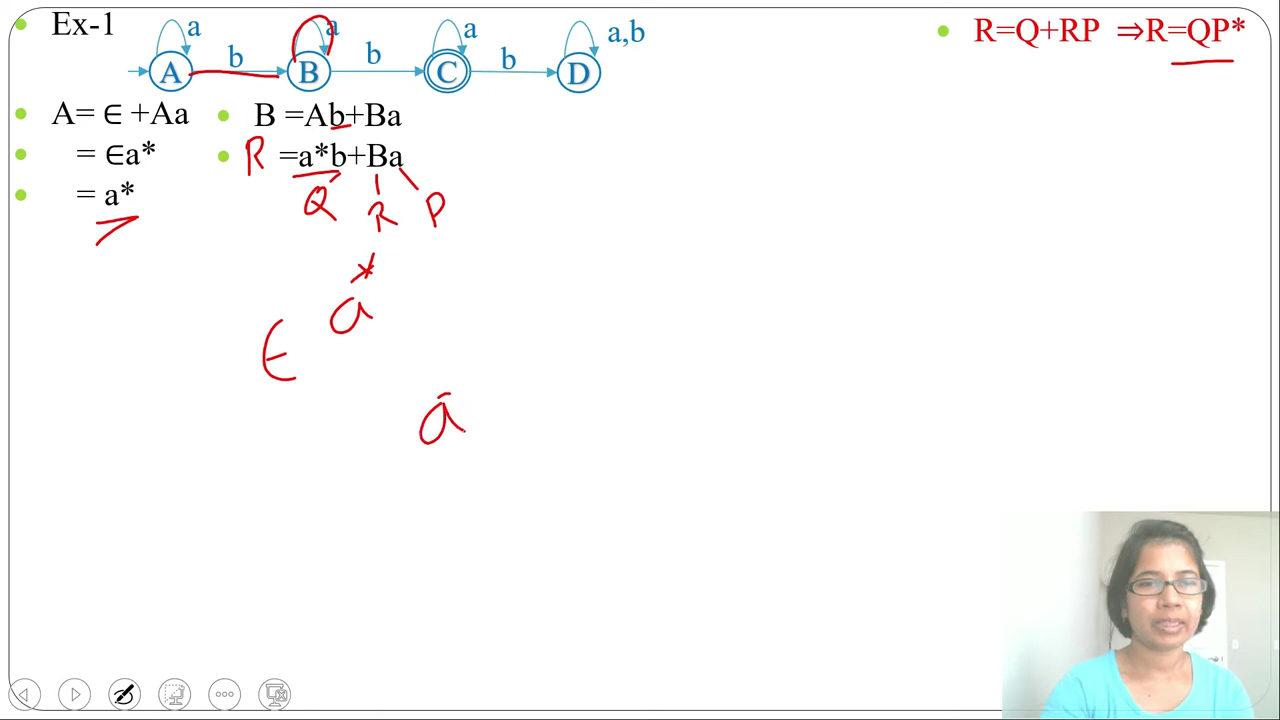 Ex-1
a a a a,b
A b B b C b D
R=Q+RP ⇒R=QP*
A= ∈ +Aa
= ∈a*
= a*
B =Ab+Ba
R =a*b+Ba
Q R P
a*
∈
a